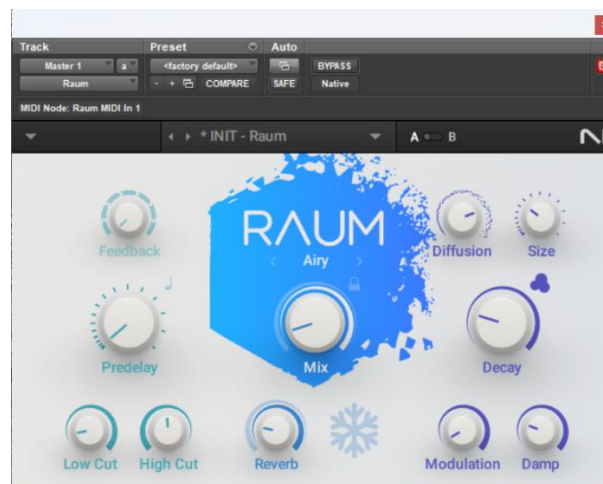 Track Preset Auto
Master 1 a <factory default> BYPASS
Raum - + COMPARE SAFE Native
MIDI Node: Raum MIDI In 1
* INIT - Raum A B
RAUM
Airy
Feedback Diffusion Size
Predelay Mix Decay
Low Cut High Cut Reverb Modulation Damp